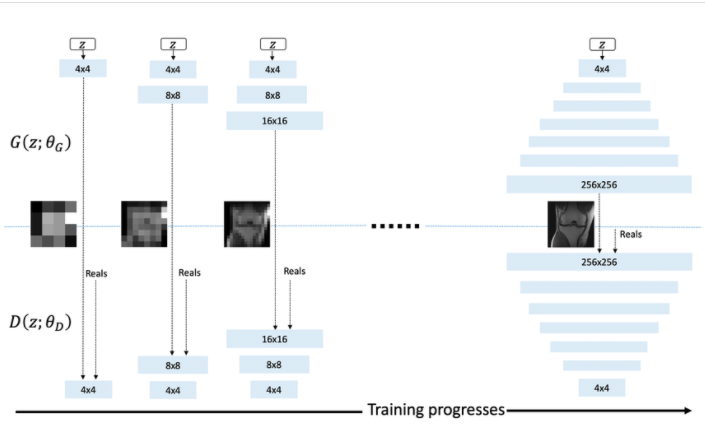 z z z z
4x4 4x4 4x4 4x4
8x8 8x8
16x16
G(z; θ_G)
256x256
Reals
256x256
Reals Reals Reals
D(z; θ_D)
16x16
8x8 8x8
4x4 4x4 4x4 4x4
Training progresses